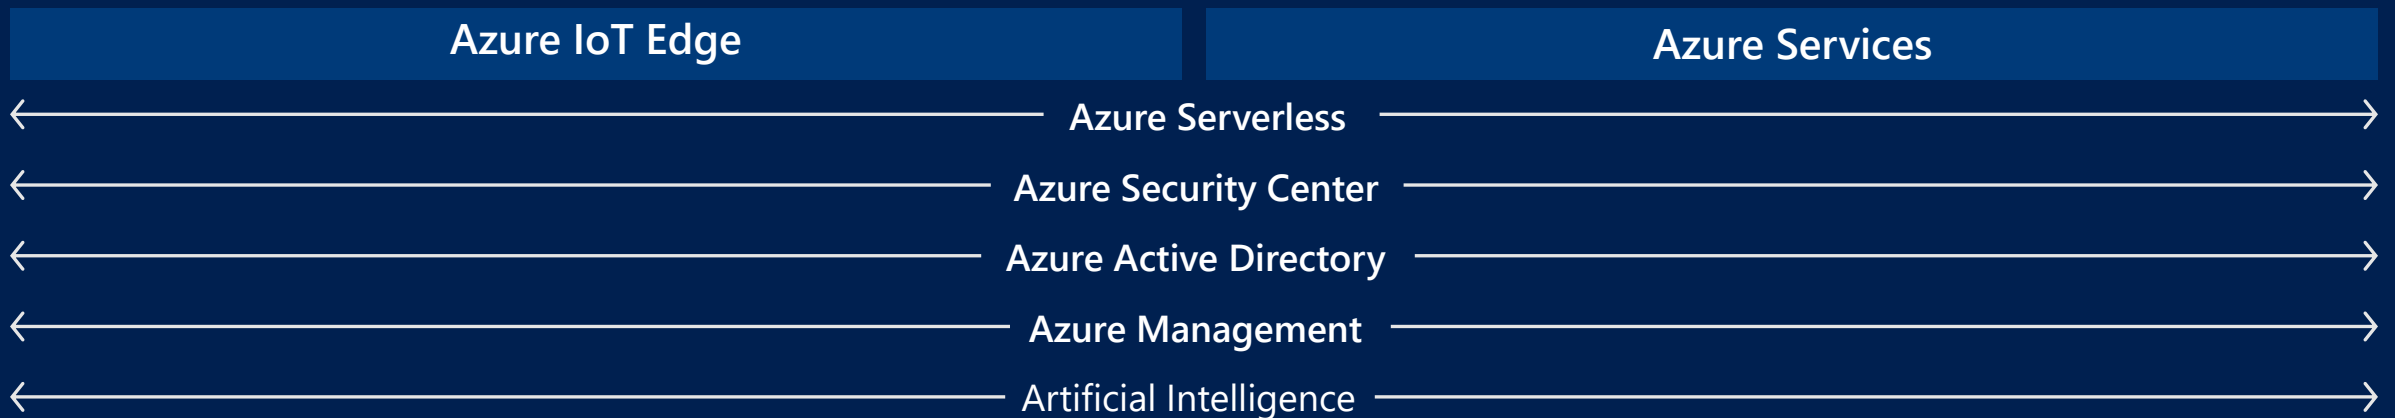 Azure IoT Edge
Azure Services
Azure Serverless
Azure Security Center
Azure Active Directory
Azure Management
Artificial Intelligence